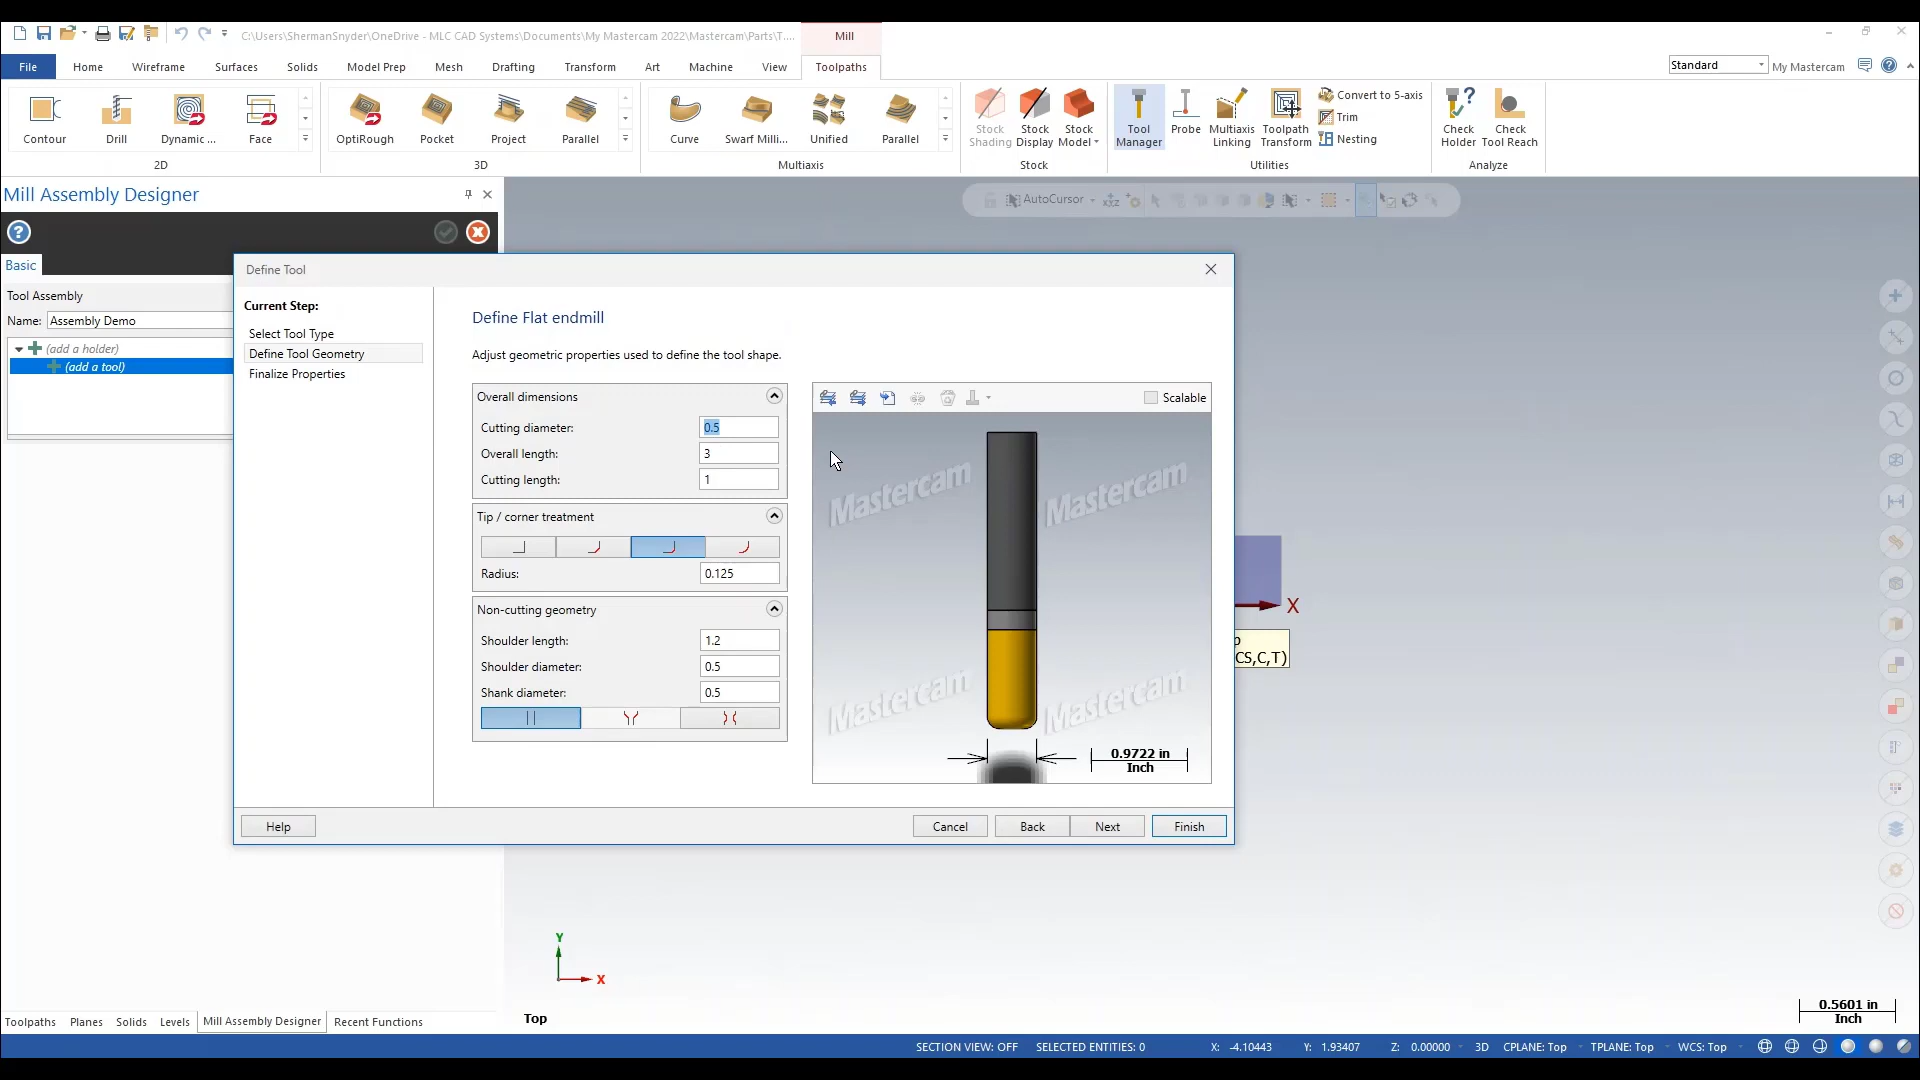 C:\Users\ShermanSnyder\OneDrive - MLC CAD Systems\Documents\My Mastercam 2022\Mastercam\Parts\T....
Mill
File
Home
Wireframe
Surfaces
Solids
Model Prep
Mesh
Drafting
Transform
Art
Machine
View
Toolpaths
Standard
My Mastercam
Contour
Drill
Dynamic ...
Face
2D
OptiRough
Pocket
Project
Parallel
3D
Curve
Swarf Milli...
Unified
Parallel
Multiaxis
Stock
Shading
Stock
Display
Stock
Model
Stock
Tool
Manager
Probe
Multiaxis
Linking
Toolpath
Transform
Convert to 5-axis
Trim
Nesting
Utilities
Check
Holder
Check
Tool Reach
Analyze
Mill Assembly Designer
AutoCursor
Basic
Tool Assembly
Name: Assembly Demo
(add a holder)
(add a tool)
Define Tool
Current Step:
Select Tool Type
Define Tool Geometry
Finalize Properties
Define Flat endmill
Adjust geometric properties used to define the tool shape.
Overall dimensions
Cutting diameter: 0.5
Overall length: 3
Cutting length: 1
Tip / corner treatment
Radius: 0.125
Non-cutting geometry
Shoulder length: 1.2
Shoulder diameter: 0.5
Shank diameter: 0.5
Scalable
Mastercam
Mastercam
Mastercam
Mastercam
0.9722 in
Inch
Help
Cancel
Back
Next
Finish
X
p
CS,C,T)
Y
X
Top
0.5601 in
Inch
Toolpaths
Planes
Solids
Levels
Mill Assembly Designer
Recent Functions
SECTION VIEW: OFF
SELECTED ENTITIES: 0
X: -4.10443
Y: 1.93407
Z: 0.00000
3D
CPLANE: Top
TPLANE: Top
WCS: Top